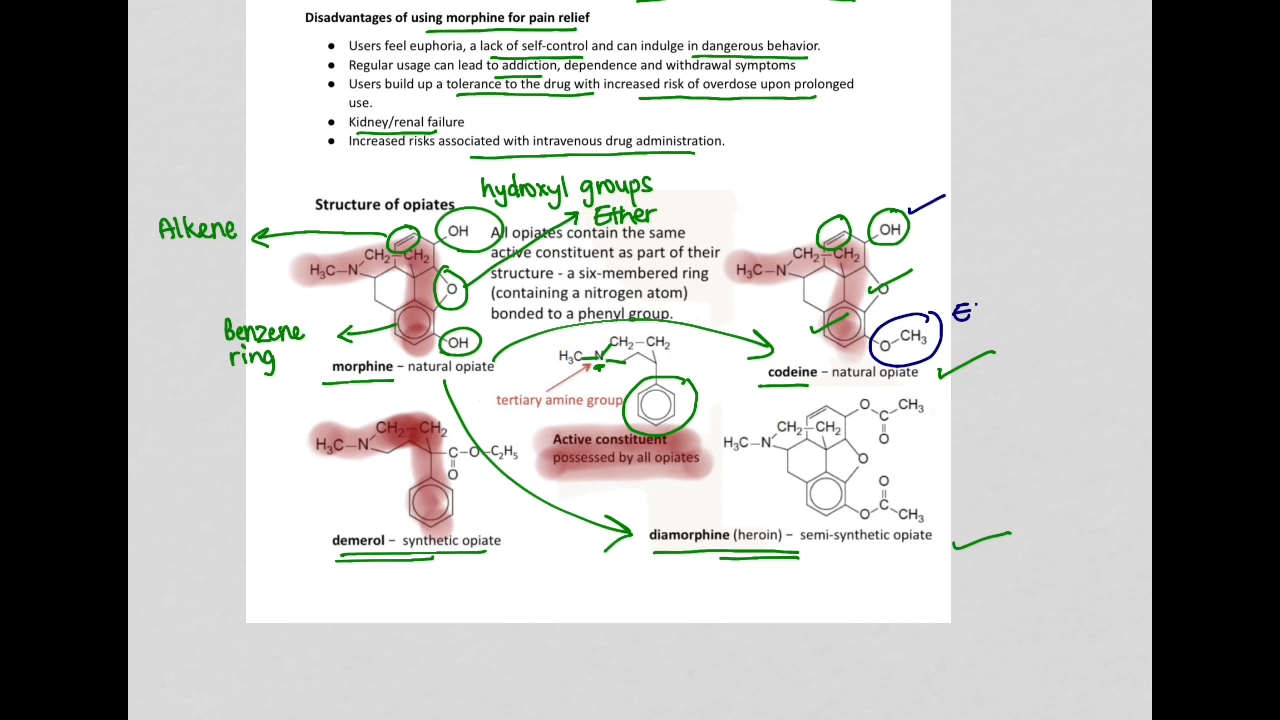 Disadvantages of using morphine for pain relief
● Users feel euphoria, a lack of self-control and can indulge in dangerous behavior.
● Regular usage can lead to addiction, dependence and withdrawal symptoms
● Users build up a tolerance to the drug with increased risk of overdose upon prolonged
use.
● Kidney/renal failure
● Increased risks associated with intravenous drug administration.
hydroxyl groups
Structure of opiates
Ether
Alkene
OH
CH₂ CH₂
H₃C–N
O
OH
Benzene
ring
morphine – natural opiate
All opiates contain the same
active constituent as part of their
structure - a six-membered ring
(containing a nitrogen atom)
bonded to a phenyl group.
CH₂–CH₂
H₃C–N
tertiary amine group
Active constituent
possessed by all opiates
OH
CH₂–CH₂
H₃C–N
O
E
O–CH₃
codeine – natural opiate
CH₂–CH₂
H₃C–N
C–O–C₂H₅
O
demerol – synthetic opiate
O–C–CH₃
O
CH₂–CH₂
H₃C–N
O
O
O–C–CH₃
diamorphine (heroin) – semi-synthetic opiate